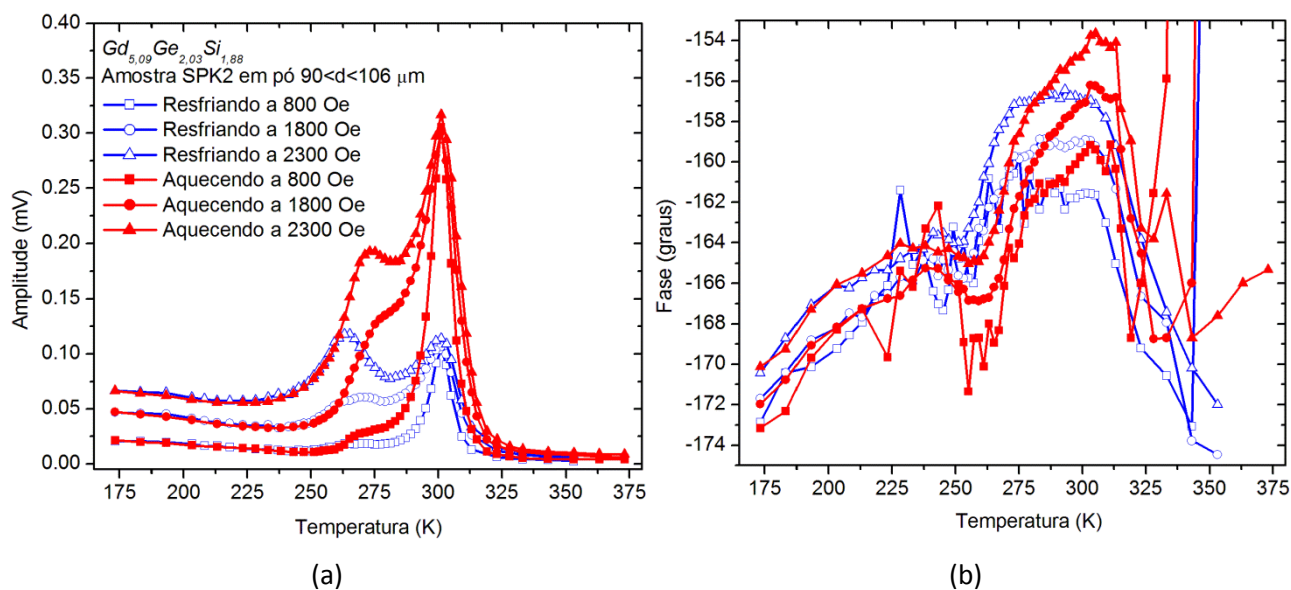 0.40
0.35
0.30
0.25
0.20
0.15
0.10
0.05
0.00
Amplitude (mV)
Gd5,09Ge2,03Si1,88
Amostra SPK2 em pó 90<d<106 μm
Resfriando a 800 Oe
Resfriando a 1800 Oe
Resfriando a 2300 Oe
Aquecendo a 800 Oe
Aquecendo a 1800 Oe
Aquecendo a 2300 Oe
175 200 225 250 275 300 325 350 375
Temperatura (K)
(a)
-154
-156
-158
-160
-162
-164
-166
-168
-170
-172
-174
Fase (graus)
175 200 225 250 275 300 325 350 375
Temperatura (K)
(b)